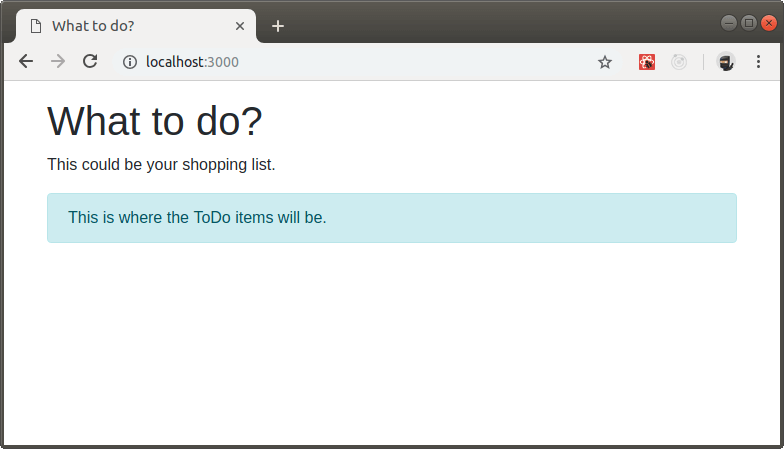 What to do?
localhost:3000
What to do?
This could be your shopping list.
This is where the ToDo items will be.